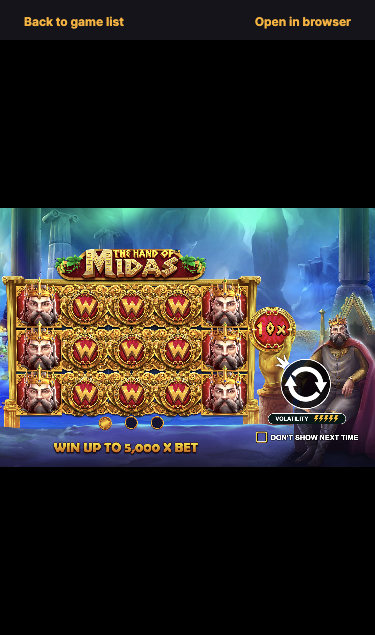 Back to game list
Open in browser
THE HAND OF
MIDAS
W W W
W W W
W W W
10x
VOLATILITY
DON'T SHOW NEXT TIME
WIN UP TO 5,000 X BET